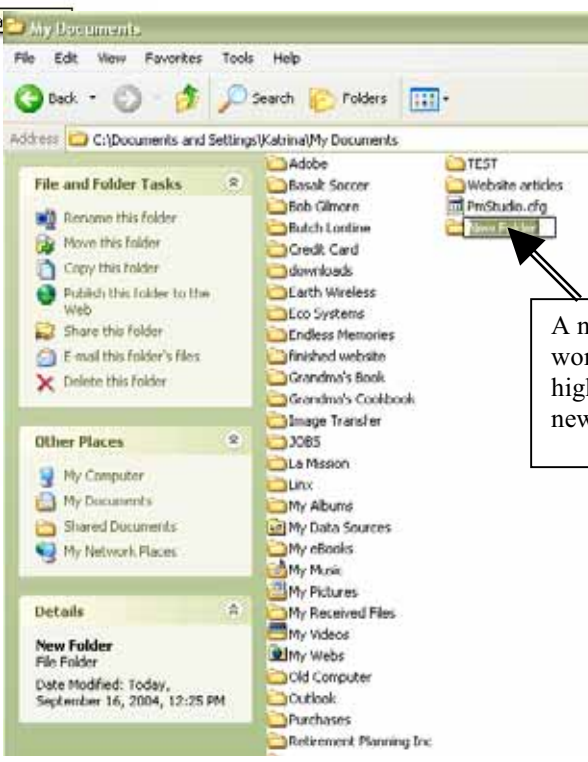 My Documents
File Edit View Favorites Tools Help
Back Search Folders
Address C:\Documents and Settings\Katrina\My Documents
File and Folder Tasks
Rename this folder
Move this folder
Copy this folder
Publish this folder to the
Web
Share this folder
E-mail this folder's files
Delete this folder
Other Places
My Computer
My Documents
Shared Documents
My Network Places
Details
New Folder
File Folder
Date Modified: Today,
September 16, 2004, 12:25 PM
Adobe
Basalt Soccer
Bob Gilmore
Butch Lontine
Credit Card
downloads
Earth Wireless
Eco Systems
Endless Memories
finished website
Grandma's Book
Grandma's Cookbook
Image Transfer
JOBS
La Mission
Linx
My Albums
My Data Sources
My eBooks
My Music
My Pictures
My Received Files
My Videos
My Webs
Old Computer
Outlook
Purchases
Retirement Planning Inc
TEST
Website articles
PmStudio.cfg
New Folder
A
new